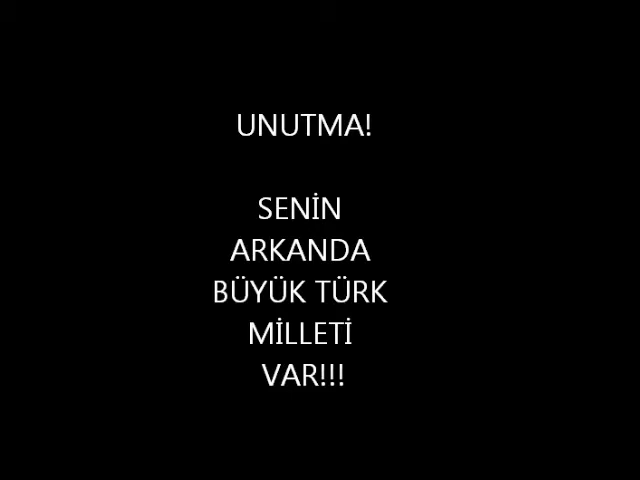 UNUTMA!
SENİN
ARKANDA
BÜYÜK TÜRK
MİLLETİ
VAR!!!